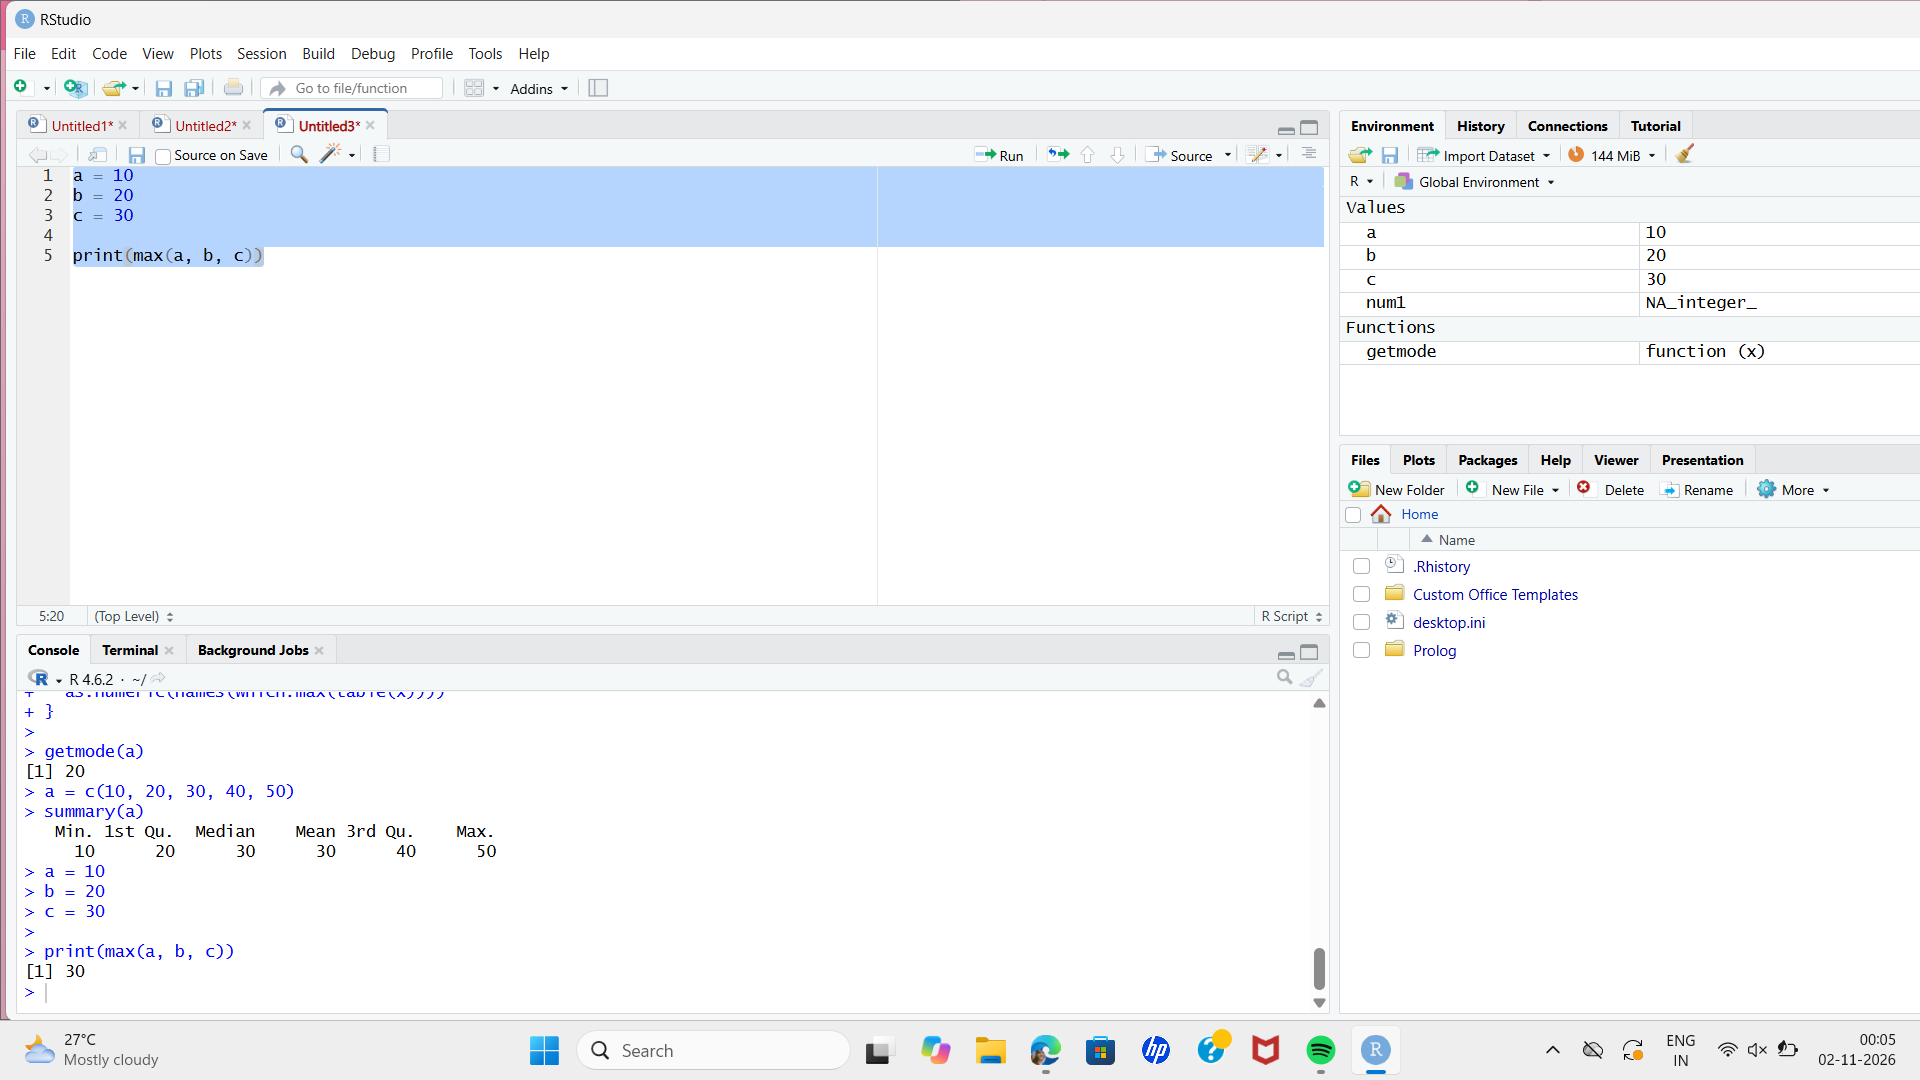 RStudio
File Edit Code View Plots Session Build Debug Profile Tools Help
Go to file/function Addins
Untitled1* Untitled2* Untitled3*
Source on Save Run Source
1 a = 10
2 b = 20
3 c = 30
4
5 print(max(a, b, c))
5:20 (Top Level) R Script
Console Terminal Background Jobs
R 4.6.2 · ~/
+ as.numeric(names(which.max(table(x))))
+ }
>
> getmode(a)
[1] 20
> a = c(10, 20, 30, 40, 50)
> summary(a)
Min. 1st Qu. Median Mean 3rd Qu. Max.
10 20 30 30 40 50
> a = 10
> b = 20
> c = 30
>
> print(max(a, b, c))
[1] 30
>
Environment History Connections Tutorial
Import Dataset 144 MiB
R Global Environment
Values
a 10
b 20
c 30
num1 NA_integer_
Functions
getmode function (x)
Files Plots Packages Help Viewer Presentation
New Folder New File Delete Rename More
Home
Name
.Rhistory
Custom Office Templates
desktop.ini
Prolog
27°C
Mostly cloudy
Search
ENG
IN
00:05
02-11-2026